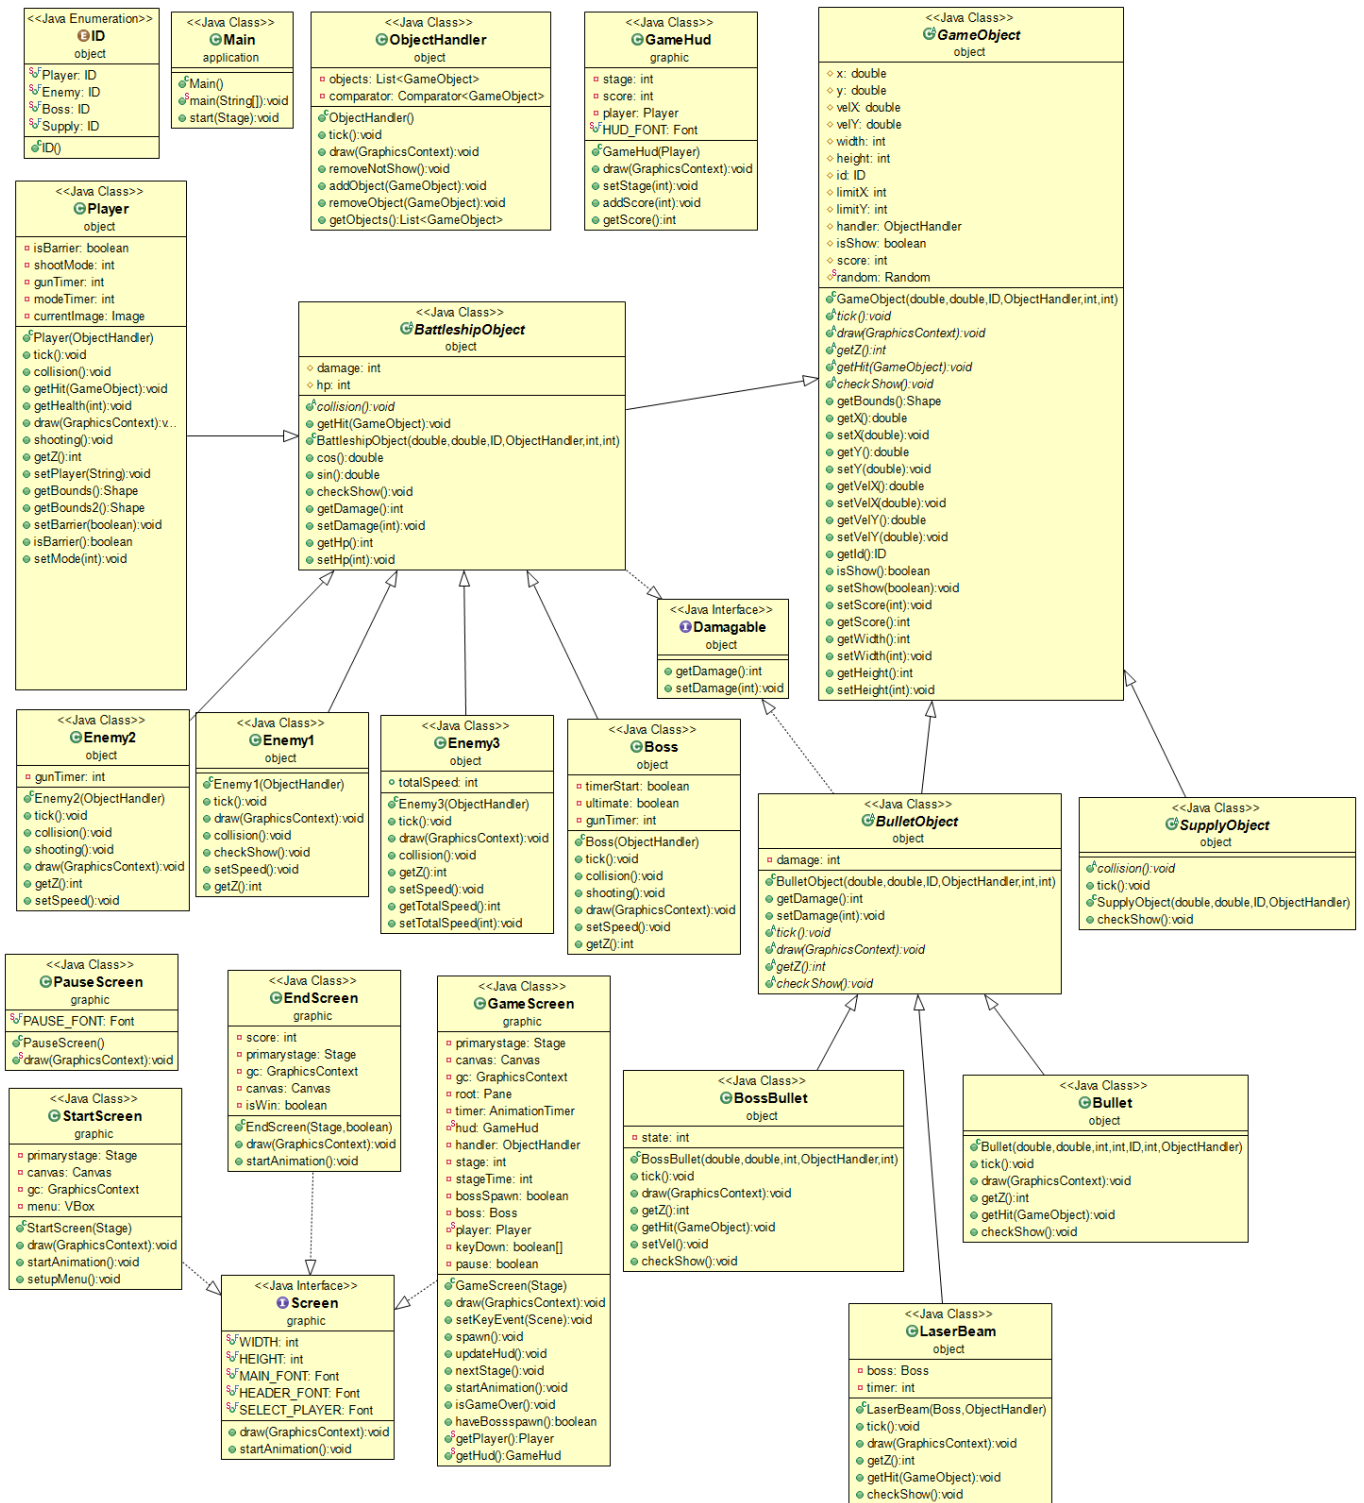 <<Java Enumeration>>
ID
object
Player: ID
Enemy: ID
Boss: ID
Supply: ID
ID()
<<Java Class>>
Main
application
Main()
main(String[]):void
start(Stage):void
<<Java Class>>
ObjectHandler
object
objects: List<GameObject>
comparator: Comparator<GameObject>
ObjectHandler()
tick():void
draw(GraphicsContext):void
removeNotShow():void
addObject(GameObject):void
removeObject(GameObject):void
getObjects():List<GameObject>
<<Java Class>>
GameHud
graphic
stage: int
score: int
player: Player
HUD_FONT: Font
GameHud(Player)
draw(GraphicsContext):void
setStage(int):void
addScore(int):void
getScore():int
<<Java Class>>
GameObject
object
x: double
y: double
velX: double
velY: double
width: int
height: int
id: ID
limitX: int
limitY: int
handler: ObjectHandler
isShow: boolean
score: int
random: Random
GameObject(double,double,ID,ObjectHandler,int,int)
tick():void
draw(GraphicsContext):void
getZ():int
getHit(GameObject):void
checkShow():void
getBounds():Shape
getX():double
setX(double):void
getY():double
setY(double):void
getVelX():double
setVelX(double):void
getVelY():double
setVelY(double):void
getId():ID
isShow():boolean
setShow(boolean):void
setScore(int):void
getScore():int
getWidth():int
setWidth(int):void
getHeight():int
setHeight(int):void
<<Java Class>>
Player
object
isBarrier: boolean
shootMode: int
gunTimer: int
modeTimer: int
currentImage: Image
Player(ObjectHandler)
tick():void
collision():void
getHit(GameObject):void
getHealth(int):void
draw(GraphicsContext):v...
shooting():void
getZ():int
setPlayer(String):void
getBounds():Shape
getBounds2():Shape
setBarrier(boolean):void
isBarrier():boolean
setMode(int):void
<<Java Class>>
BattleshipObject
object
damage: int
hp: int
collision():void
getHit(GameObject):void
BattleshipObject(double,double,ID,ObjectHandler,int,int)
cos():double
sin():double
checkShow():void
getDamage():int
setDamage(int):void
getHp():int
setHp(int):void
<<Java Interface>>
Damagable
object
getDamage():int
setDamage(int):void
<<Java Class>>
Enemy2
object
gunTimer: int
Enemy2(ObjectHandler)
tick():void
collision():void
shooting():void
draw(GraphicsContext):void
getZ():int
setSpeed():void
<<Java Class>>
Enemy1
object
Enemy1(ObjectHandler)
tick():void
draw(GraphicsContext):void
collision():void
checkShow():void
setSpeed():void
getZ():int
<<Java Class>>
Enemy3
object
totalSpeed: int
Enemy3(ObjectHandler)
tick():void
draw(GraphicsContext):void
collision():void
getZ():int
setSpeed():void
getTotalSpeed():int
setTotalSpeed(int):void
<<Java Class>>
Boss
object
timerStart: boolean
ultimate: boolean
gunTimer: int
Boss(ObjectHandler)
tick():void
collision():void
shooting():void
draw(GraphicsContext):void
setSpeed():void
getZ():int
<<Java Class>>
BulletObject
object
damage: int
BulletObject(double,double,ID,ObjectHandler,int,int)
getDamage():int
setDamage(int):void
tick():void
draw(GraphicsContext):void
getZ():int
checkShow():void
<<Java Class>>
SupplyObject
object
collision():void
tick():void
SupplyObject(double,double,ID,ObjectHandler)
checkShow():void
<<Java Class>>
PauseScreen
graphic
PAUSE_FONT: Font
PauseScreen()
draw(GraphicsContext):void
<<Java Class>>
EndScreen
graphic
score: int
primarystage: Stage
gc: GraphicsContext
canvas: Canvas
isWin: boolean
EndScreen(Stage,boolean)
draw(GraphicsContext):void
startAnimation():void
<<Java Class>>
GameScreen
graphic
primarystage: Stage
canvas: Canvas
gc: GraphicsContext
root: Pane
timer: AnimationTimer
hud: GameHud
handler: ObjectHandler
stage: int
stageTime: int
bossSpawn: boolean
boss: Boss
player: Player
keyDown: boolean[]
pause: boolean
GameScreen(Stage)
draw(GraphicsContext):void
setKeyEvent(Scene):void
spawn():void
updateHud():void
nextStage():void
startAnimation():void
isGameOver():void
haveBossspawn():boolean
getPlayer():Player
getHud():GameHud
<<Java Class>>
StartScreen
graphic
primarystage: Stage
canvas: Canvas
gc: GraphicsContext
menu: VBox
StartScreen(Stage)
draw(GraphicsContext):void
startAnimation():void
setupMenu():void
<<Java Interface>>
Screen
graphic
WIDTH: int
HEIGHT: int
MAIN_FONT: Font
HEADER_FONT: Font
SELECT_PLAYER: Font
draw(GraphicsContext):void
startAnimation():void
<<Java Class>>
BossBullet
object
state: int
BossBullet(double,double,int,ObjectHandler,int)
tick():void
draw(GraphicsContext):void
getZ():int
getHit(GameObject):void
setVel():void
checkShow():void
<<Java Class>>
Bullet
object
Bullet(double,double,int,int,ID,int,ObjectHandler)
tick():void
draw(GraphicsContext):void
getZ():int
getHit(GameObject):void
checkShow():void
<<Java Class>>
LaserBeam
object
boss: Boss
timer: int
LaserBeam(Boss,ObjectHandler)
tick():void
draw(GraphicsContext):void
getZ():int
getHit(GameObject):void
checkShow():void